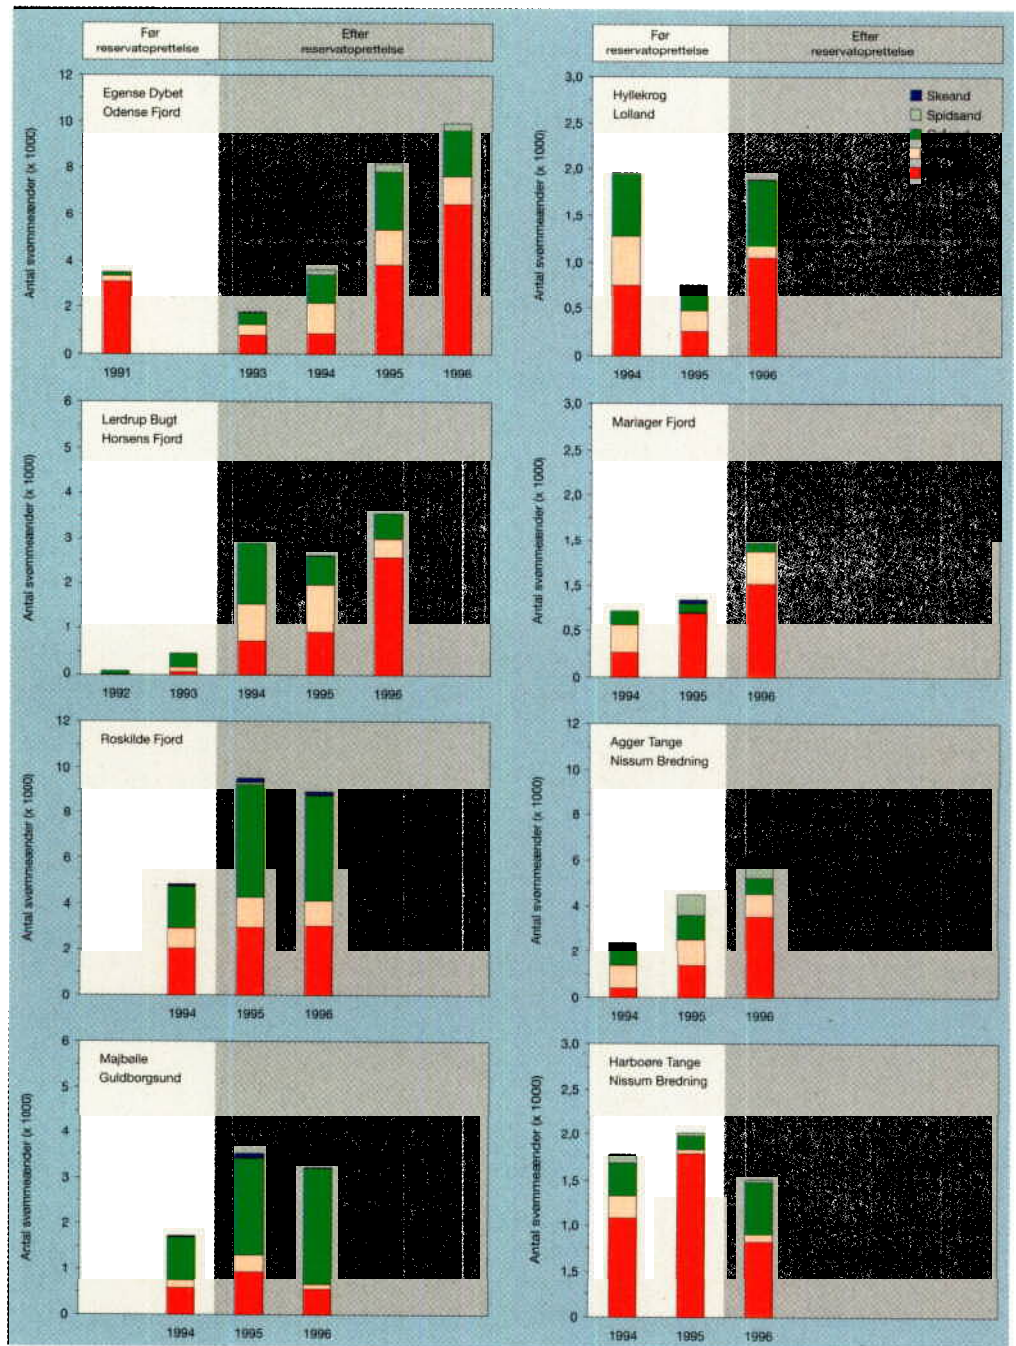 Før
reservatoprettelse
Efter
reservatoprettelse
Egense Dybet
Odense Fjord
Antal svømmeænder (x 1000)
12
10
8
6
4
2
0
1991
1993
1994
1995
1996
Før
reservatoprettelse
Efter
reservatoprettelse
Hyllekrog
Lolland
Skeand
Spidsand
Antal svømmeænder (x 1000)
3,0
2,5
2,0
1,5
1,0
0,5
0
1994
1995
1996
Lerdrup Bugt
Horsens Fjord
Antal svømmeænder (x 1000)
6
5
4
3
2
1
0
1992
1993
1994
1995
1996
Mariager Fjord
Antal svømmeænder (x 1000)
3,0
2,5
2,0
1,5
1,5
0,5
0
1994
1995
1996
Roskilde Fjord
Antal svømmeænder (x 1000)
12
10
8
6
4
2
0
1994
1995
1996
Agger Tange
Nissum Bredning
Antal svømmeænder (x 1000)
12
10
8
6
4
2
0
1994
1995
1996
Majbølle
Guldborgsund
Antal svømmeænder (x 1000)
6
5
4
3
2
1
0
1994
1995
1996
Harboøre Tange
Nissum Bredning
Antal svømmeænder (x 1000)
3,0
2,5
2,0
1,5
1,0
1,5
0
1994
1995
1996